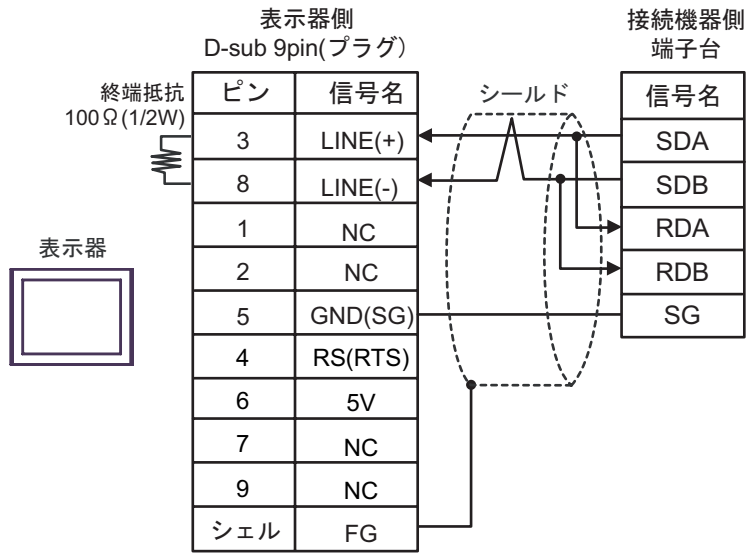 表示器側
D-sub 9pin(プラグ)
接続機器側
端子台
終端抵抗
100Ω(1/2W)
シールド
表示器
ピン 信号名
3 LINE(+)
8 LINE(-)
1 NC
2 NC
5 GND(SG)
4 RS(RTS)
6 5V
7 NC
9 NC
シェル FG
信号名
SDA
SDB
RDA
RDB
SG